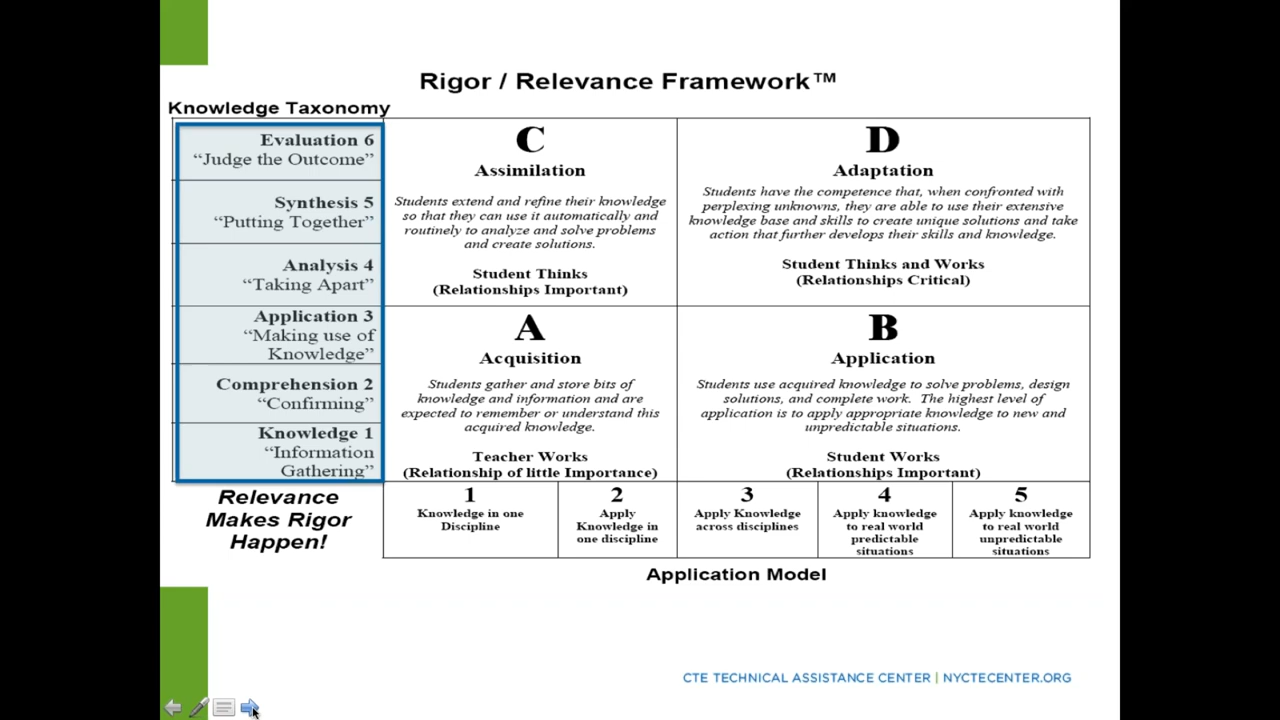 Rigor / Relevance Framework™
Knowledge Taxonomy
Evaluation 6
“Judge the Outcome”
Synthesis 5
“Putting Together”
Analysis 4
“Taking Apart”
Application 3
“Making use of
Knowledge”
Comprehension 2
“Confirming”
Knowledge 1
“Information
Gathering”
C
Assimilation
Students extend and refine their knowledge
so that they can use it automatically and
routinely to analyze and solve problems
and create solutions.
Student Thinks
(Relationships Important)
D
Adaptation
Students have the competence that, when confronted with
perplexing unknowns, they are able to use their extensive
knowledge base and skills to create unique solutions and take
action that further develops their skills and knowledge.
Student Thinks and Works
(Relationships Critical)
A
Acquisition
Students gather and store bits of
knowledge and information and are
expected to remember or understand this
acquired knowledge.
Teacher Works
(Relationship of little Importance)
B
Application
Students use acquired knowledge to solve problems, design
solutions, and complete work. The highest level of
application is to apply appropriate knowledge to new and
unpredictable situations.
Student Works
(Relationships Important)
Relevance
Makes Rigor
Happen!
1
Knowledge in one
Discipline
2
Apply
Knowledge in
one discipline
3
Apply Knowledge
across disciplines
4
Apply knowledge
to real world
predictable
situations
5
Apply knowledge
to real world
unpredictable
situations
Application Model
CTE TECHNICAL ASSISTANCE CENTER | NYCTECENTER.ORG